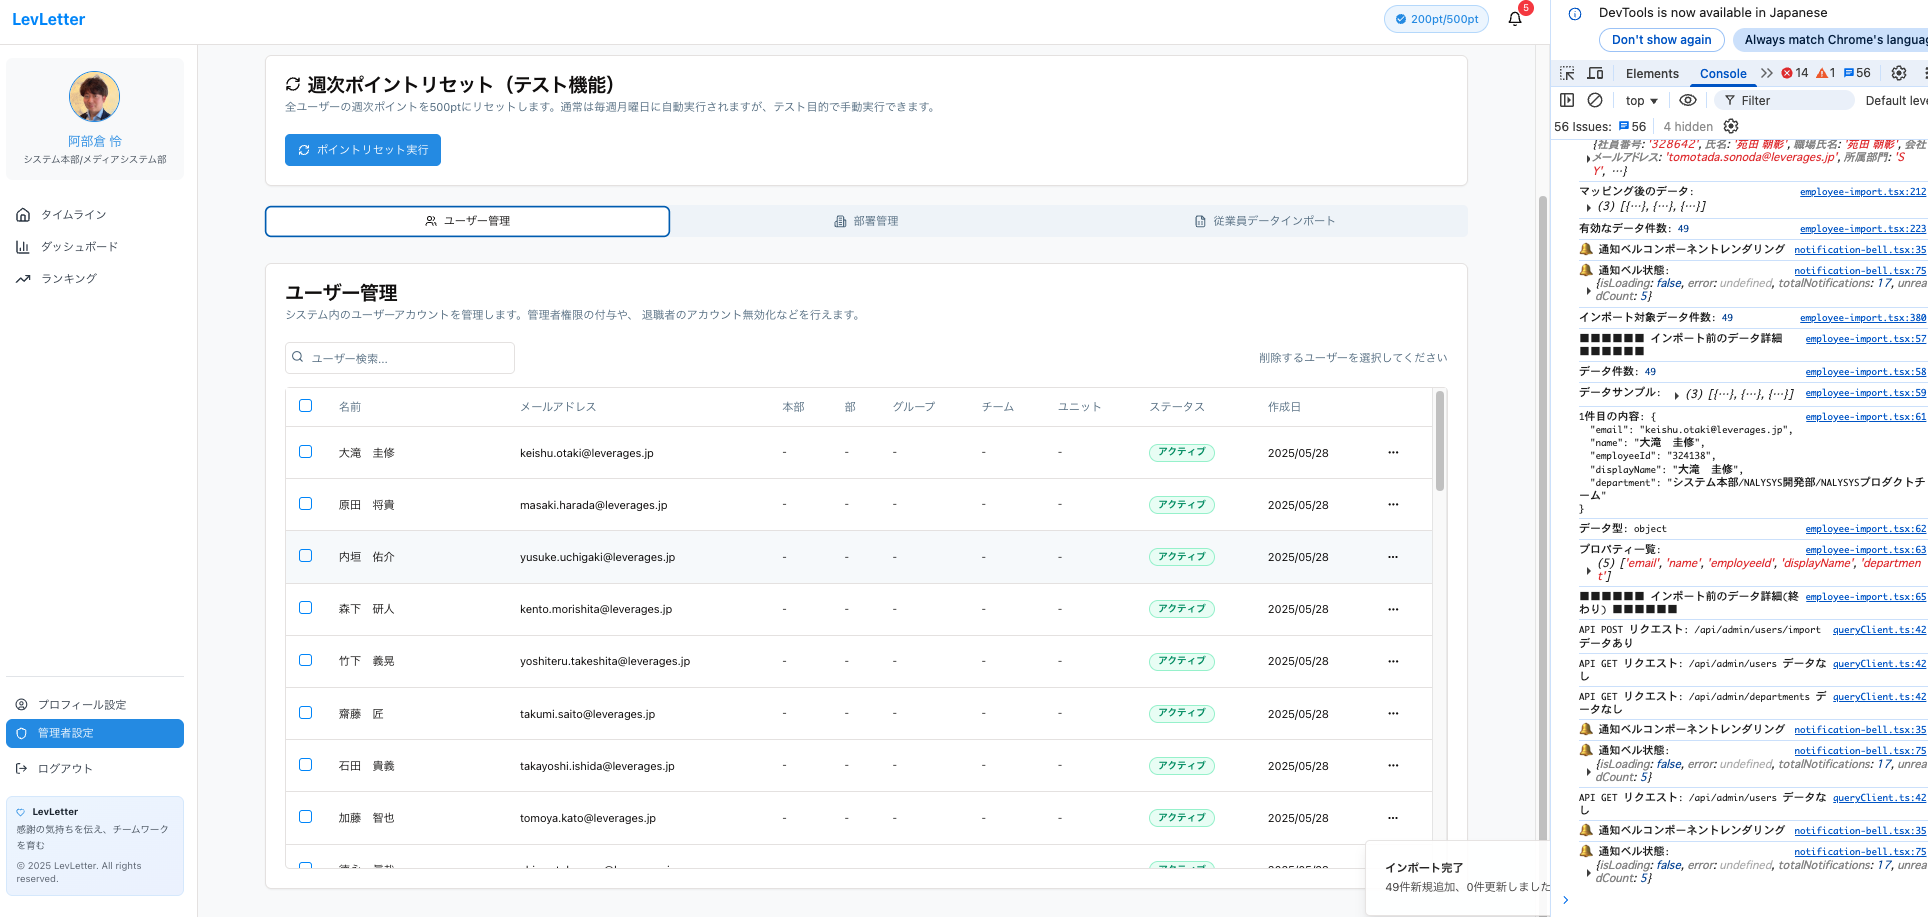 LevLetter
200pt/500pt
5
阿部倉 怜
システム本部/メディアシステム部
タイムライン
ダッシュボード
ランキング
プロフィール設定
管理者設定
ログアウト
LevLetter
感謝の気持ちを伝え、チームワーク
を育む
© 2025 LevLetter. All rights
reserved.
週次ポイントリセット（テスト機能）
全ユーザーの週次ポイントを500ptにリセットします。通常は毎週月曜日に自動実行されますが、テスト目的で手動実行できます。
ポイントリセット実行
ユーザー管理 部署管理 従業員データインポート
ユーザー管理
システム内のユーザーアカウントを管理します。管理者権限の付与や、 退職者のアカウント無効化などを行えます。
ユーザー検索... 削除するユーザーを選択してください
名前 メールアドレス 本部 部 グループ チーム ユニット ステータス 作成日
大滝　圭修 keishu.otaki@leverages.jp - - - - - アクティブ 2025/05/28 ...
原田　将貴 masaki.harada@leverages.jp - - - - - アクティブ 2025/05/28 ...
内垣　佑介 yusuke.uchigaki@leverages.jp - - - - - アクティブ 2025/05/28 ...
森下　研人 kento.morishita@leverages.jp - - - - - アクティブ 2025/05/28 ...
竹下　義晃 yoshiteru.takeshita@leverages.jp - - - - - アクティブ 2025/05/28 ...
齋藤　匠 takumi.saito@leverages.jp - - - - - アクティブ 2025/05/28 ...
石田　貴義 takayoshi.ishida@leverages.jp - - - - - アクティブ 2025/05/28 ...
加藤　智也 tomoya.kato@leverages.jp - - - - - アクティブ 2025/05/28 ...
インポート完了
49件新規追加、0件更新しました
DevTools is now available in Japanese
Don't show again Always match Chrome's languag
Elements Console 14 1 56
top Filter Default leve
56 Issues: 56 4 hidden
{社員番号: '328642', 氏名: '苑田 朝彰', 職場氏名: '苑田 朝彰', 会社
メールアドレス: 'tomotada.sonoda@leverages.jp', 所属部門: 'S
Y', …}
マッピング後のデータ: employee-import.tsx:212
(3) [{…}, {…}, {…}]
有効なデータ件数: 49 employee-import.tsx:223
🔔 通知ベルコンポーネントレンダリング notification-bell.tsx:35
🔔 通知ベル状態: notification-bell.tsx:75
{isLoading: false, error: undefined, totalNotifications: 17, unrea
dCount: 5}
インポート対象データ件数: 49 employee-import.tsx:380
■■■■■■ インポート前のデータ詳細 employee-import.tsx:57
■■■■■■
データ件数: 49 employee-import.tsx:58
データサンプル: (3) [{…}, {…}, {…}] employee-import.tsx:59
1件目の内容: { employee-import.tsx:61
"email": "keishu.otaki@leverages.jp",
"name": "大滝　圭修",
"employeeId": "324138",
"displayName": "大滝　圭修",
"department": "システム本部/NALYSYS開発部/NALYSYSプロダクトチ
ーム"
}
データ型: object employee-import.tsx:62
プロパティ一覧: employee-import.tsx:63
(5) ['email', 'name', 'employeeId', 'displayName', 'departmen
t']
■■■■■■ インポート前のデータ詳細(終 employee-import.tsx:65
わり) ■■■■■■
API POST リクエスト: /api/admin/users/import queryClient.ts:42
データあり
API GET リクエスト: /api/admin/users データな queryClient.ts:42
し
API GET リクエスト: /api/admin/departments デ queryClient.ts:42
ータなし
🔔 通知ベルコンポーネントレンダリング notification-bell.tsx:35
🔔 通知ベル状態: notification-bell.tsx:75
{isLoading: false, error: undefined, totalNotifications: 17, unrea
dCount: 5}
API GET リクエスト: /api/admin/users データな queryClient.ts:42
し
🔔 通知ベルコンポーネントレンダリング notification-bell.tsx:35
🔔 通知ベル状態: notification-bell.tsx:75
{isLoading: false, error: undefined, totalNotifications: 17, unrea
dCount: 5}